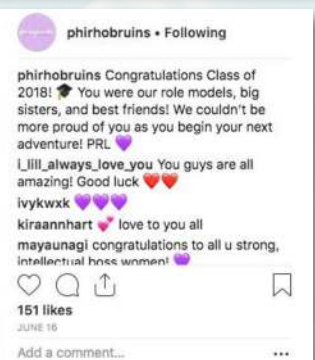 phirhobruins • Following
phirhobruins Congratulations Class of
2018! 🎓 You were our role models, big
sisters, and best friends! We couldn't be
more proud of you as you begin your next
adventure! PRL 💜
i_lill_always_love_you You guys are all
amazing! Good luck ❤️❤️
ivykwxk 💜💜💜
kiraannhart 💕 love to you all
mayaunagi congratulations to all u strong,
intellectual boss women! 💜
151 likes
JUNE 16
Add a comment...